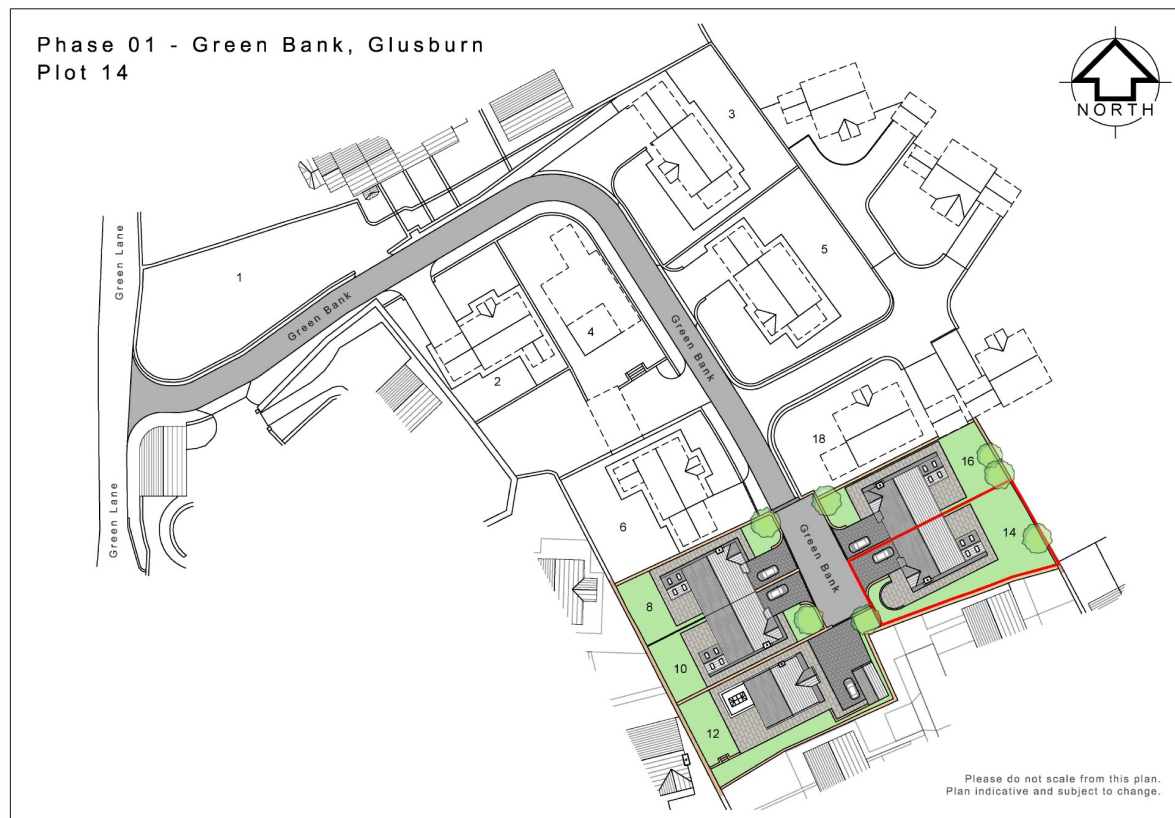 Phase 01 - Green Bank, Glusburn
Plot 14
NORTH
3
Green Lane
1
5
Green Bank
4
Green Bank
2
18
16
6
Green Bank
14
Green Lane
8
10
12
Please do not scale from this plan.
Plan indicative and subject to change.